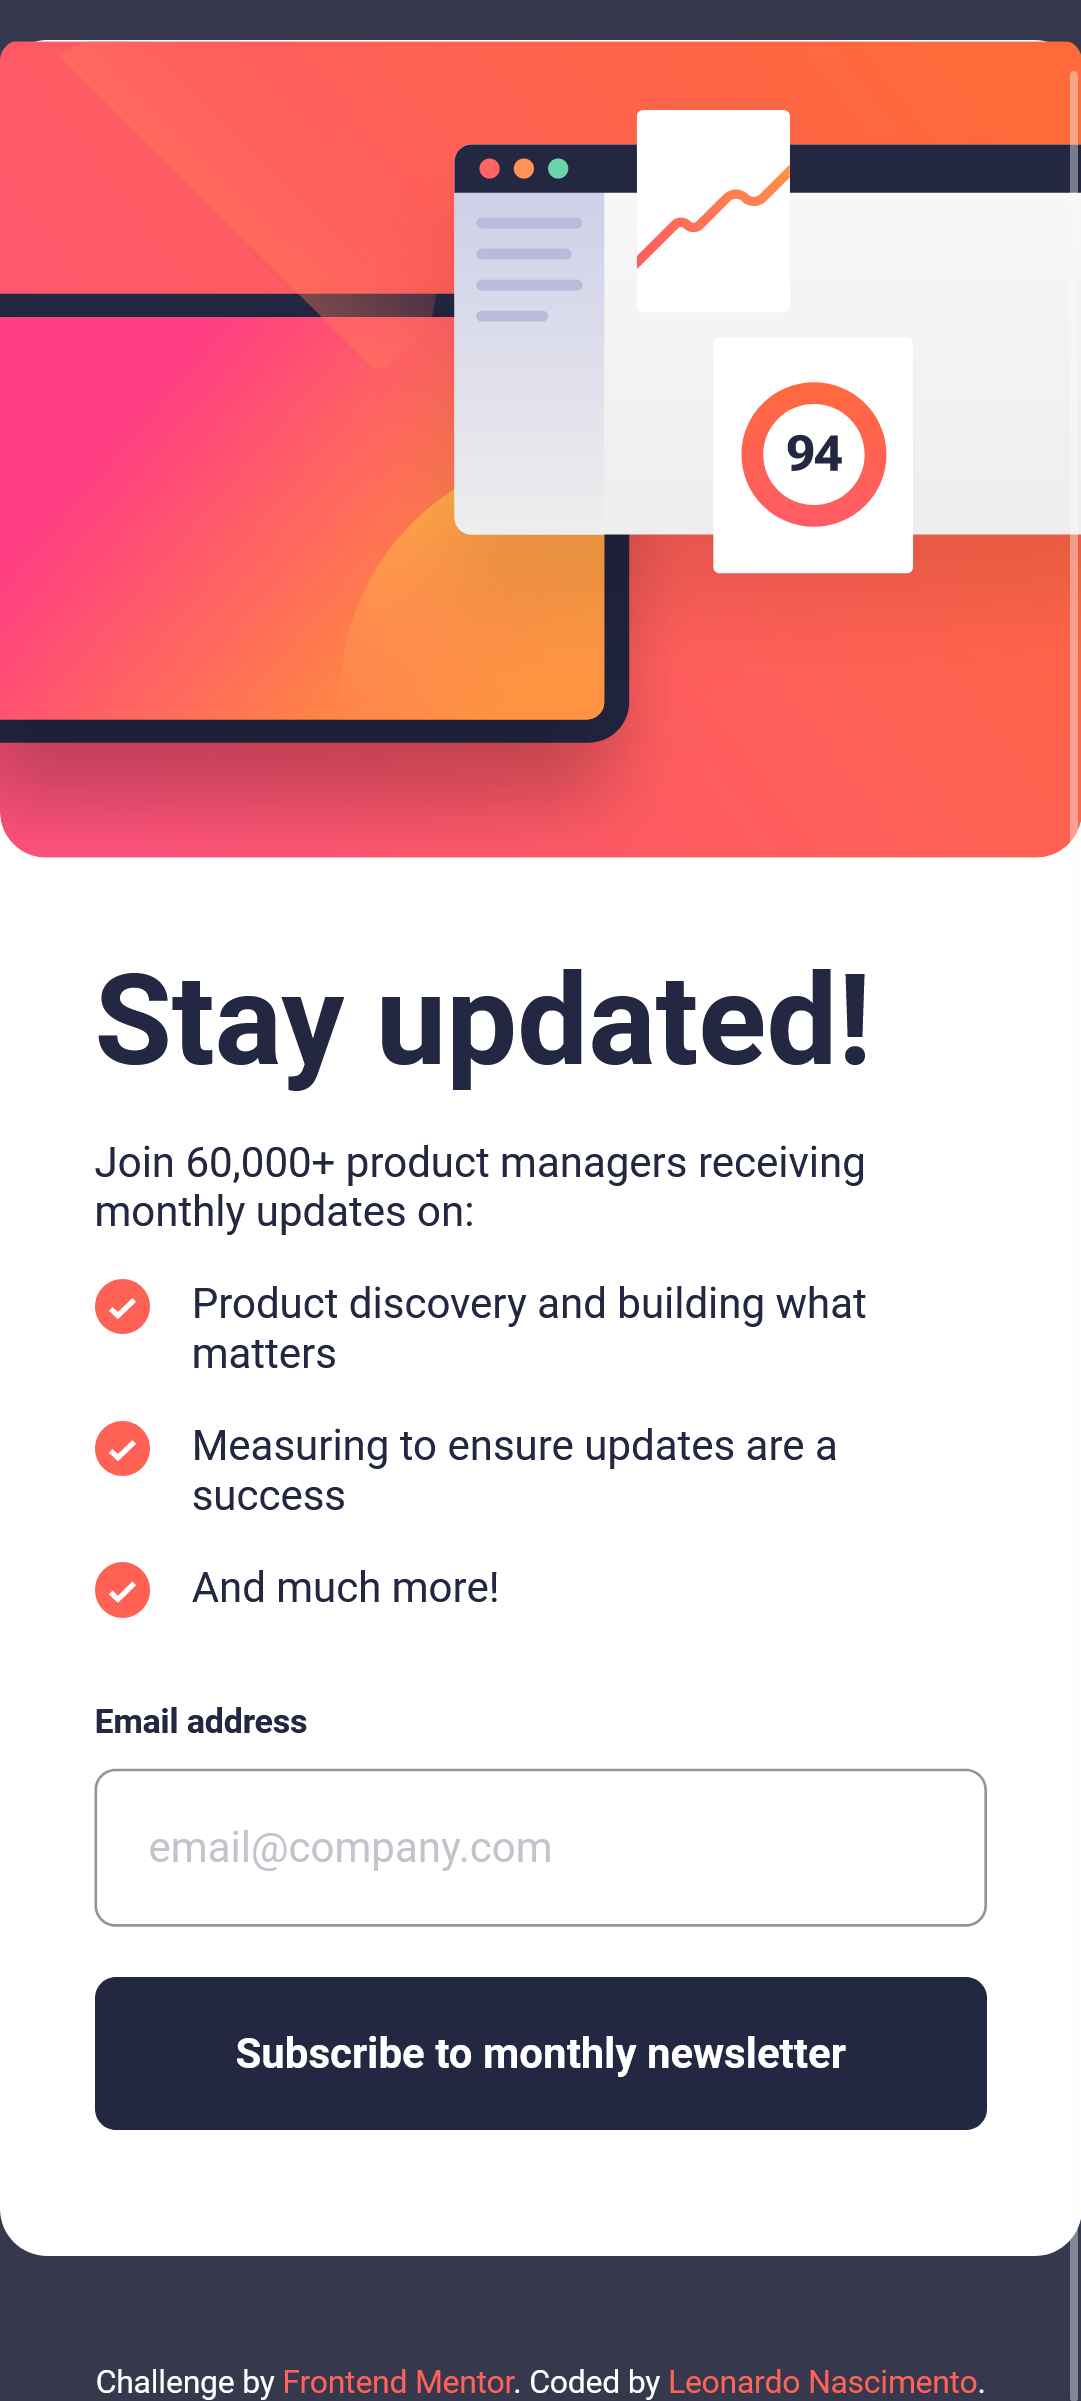 94
Stay updated!
Join 60,000+ product managers receiving
monthly updates on:
Product discovery and building what
matters
Measuring to ensure updates are a
success
And much more!
Email address
email@company.com
Subscribe to monthly newsletter
Challenge by Frontend Mentor. Coded by Leonardo Nascimento.